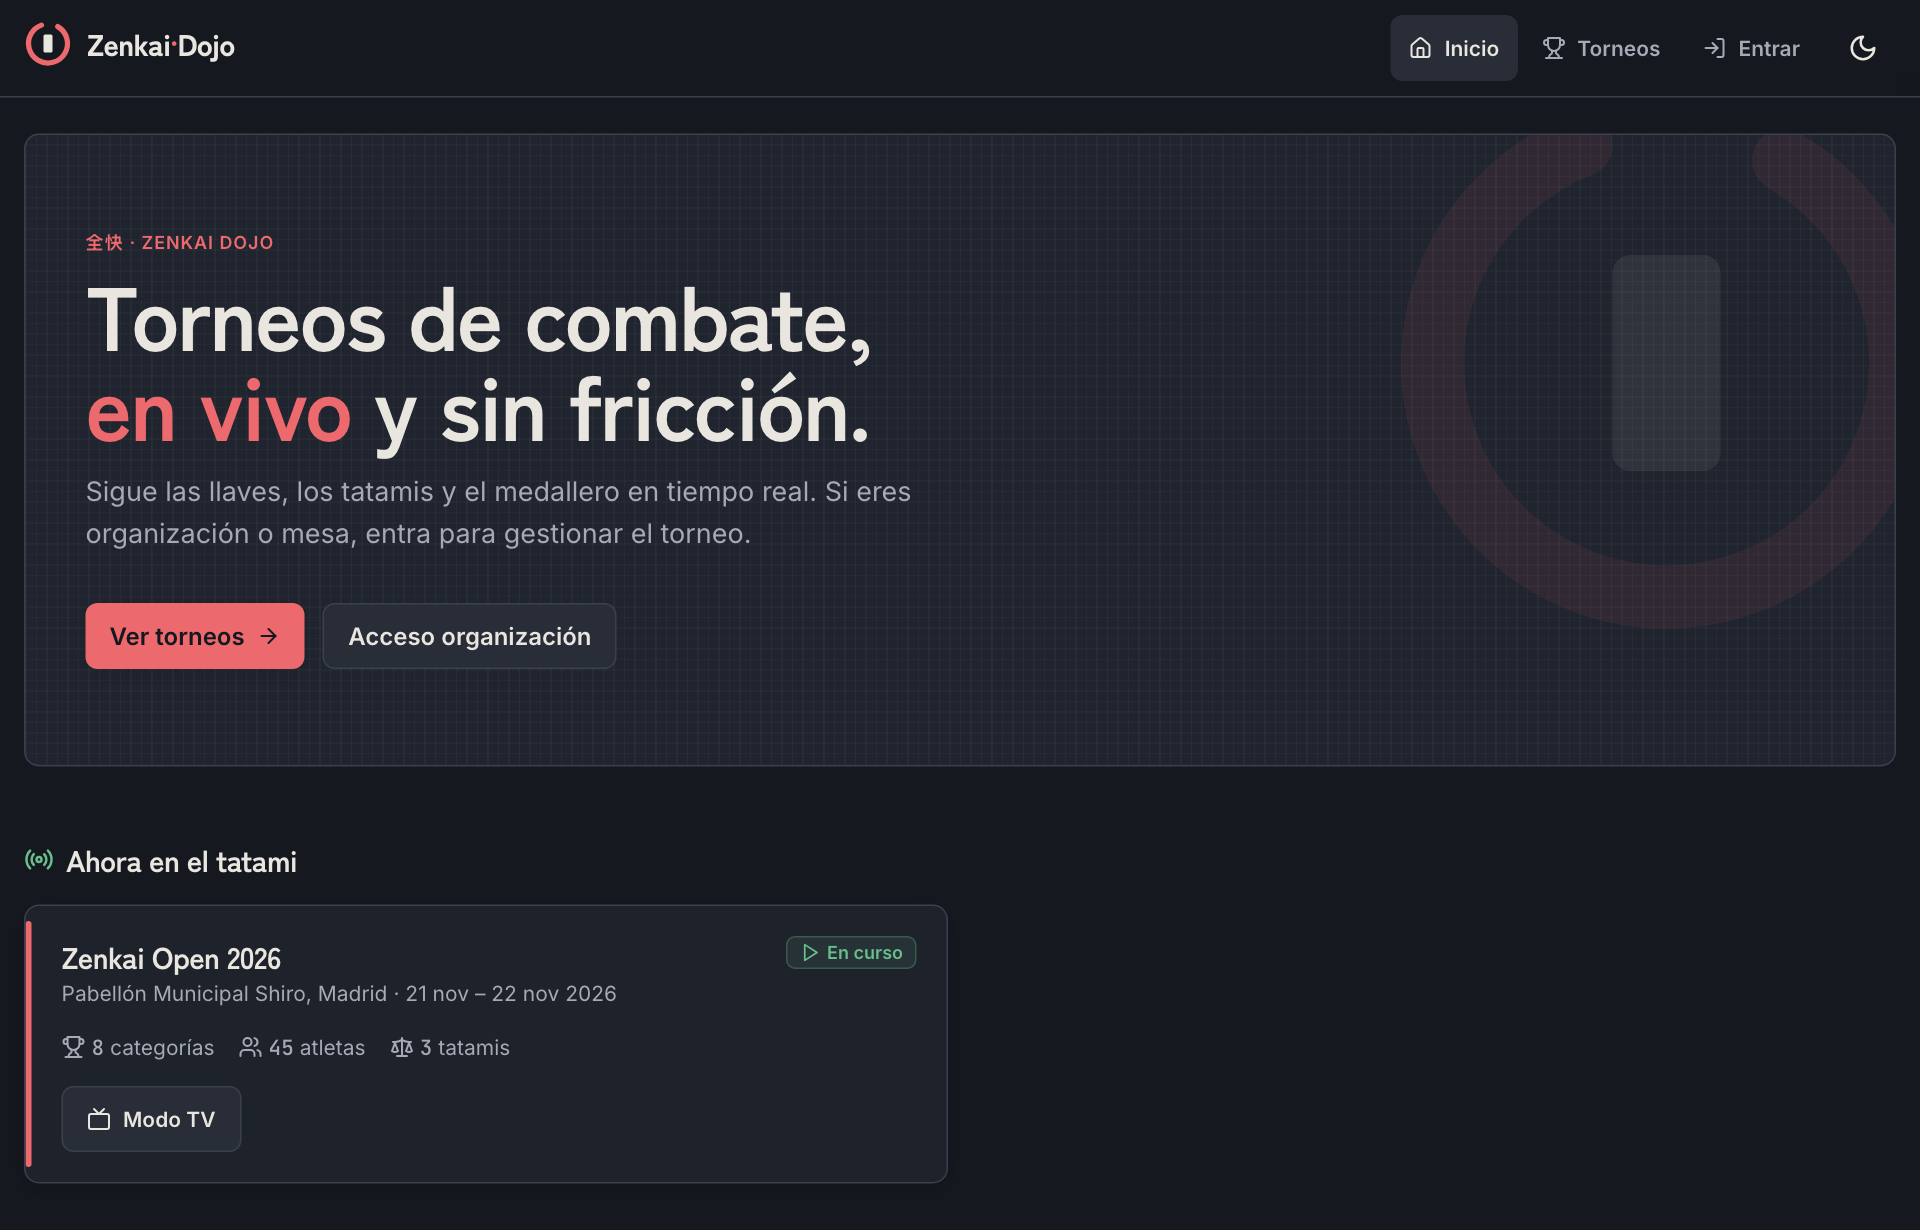 Zenkai·Dojo
Inicio
Torneos
Entrar
全快 · ZENKAI DOJO
Torneos de combate,
en vivo y sin fricción.
Sigue las llaves, los tatamis y el medallero en tiempo real. Si eres
organización o mesa, entra para gestionar el torneo.
Ver torneos →
Acceso organización
Ahora en el tatami
Zenkai Open 2026
En curso
Pabellón Municipal Shiro, Madrid · 21 nov – 22 nov 2026
8 categorías
45 atletas
3 tatamis
Modo TV